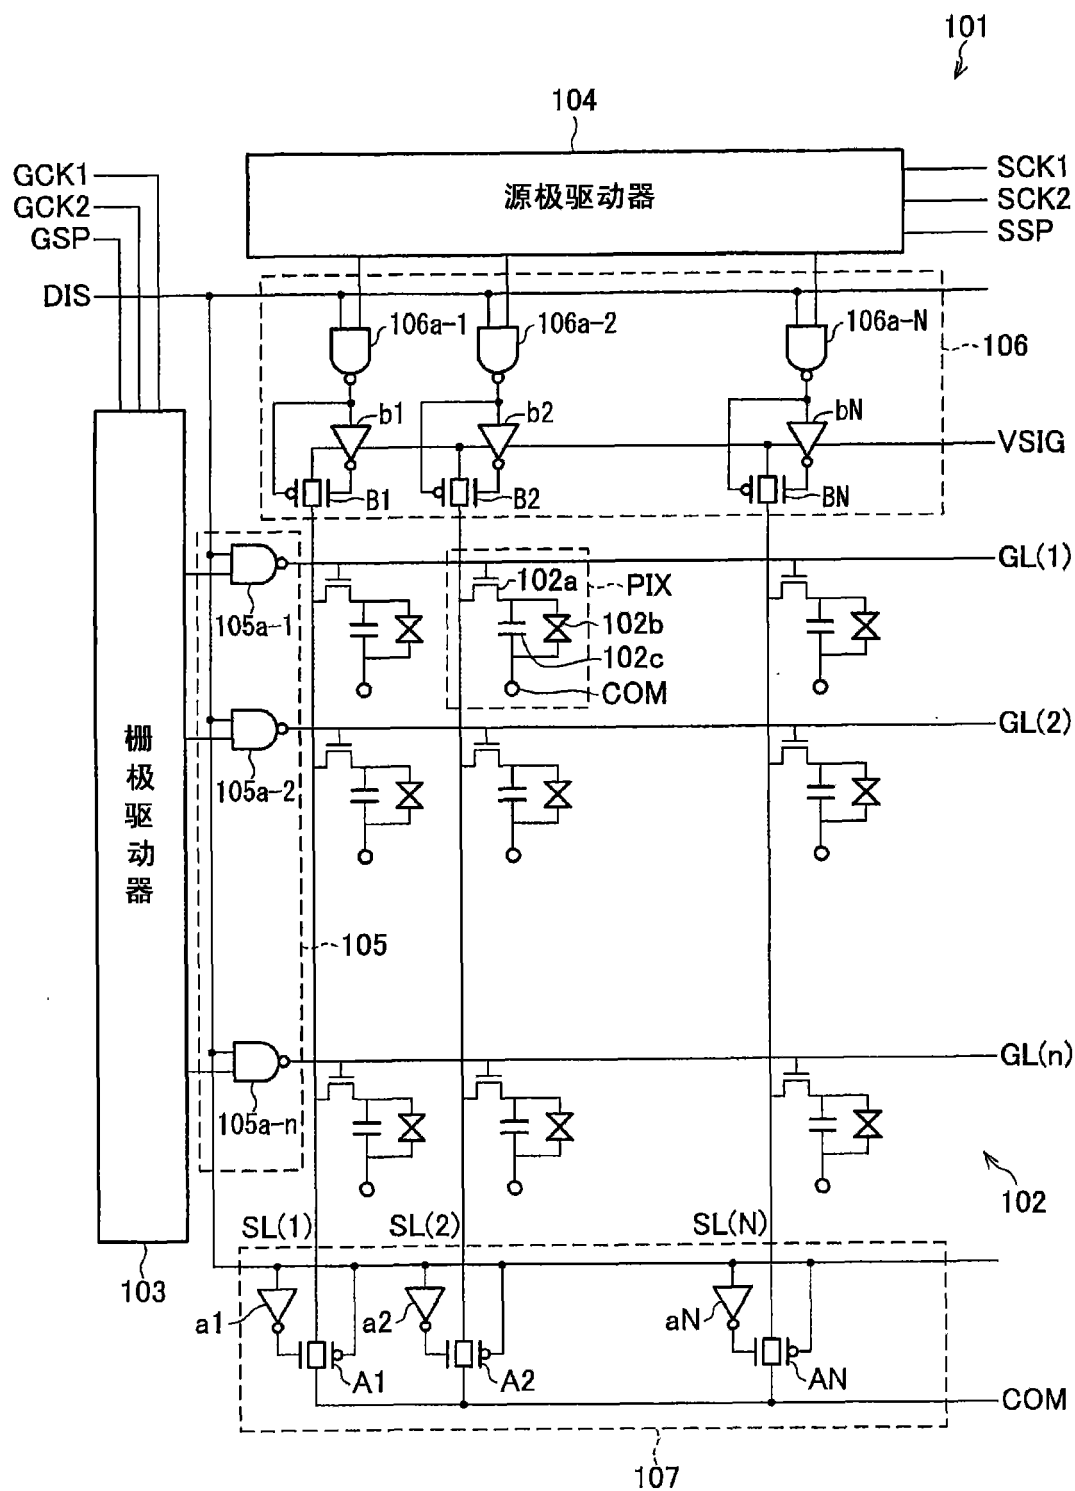 101
104
GCK1
GCK2
GSP
源极驱动器
SCK1
SCK2
SSP
DIS
106a-1
106a-2
106a-N
106
b1
b2
bN
VSIG
B1
B2
BN
GL(1)
105a-1
102a
PIX
102b
102c
COM
GL(2)
105a-2
栅极驱动器
105
GL(n)
105a-n
102
SL(1)
SL(2)
SL(N)
103
a1
a2
aN
A1
A2
AN
COM
107